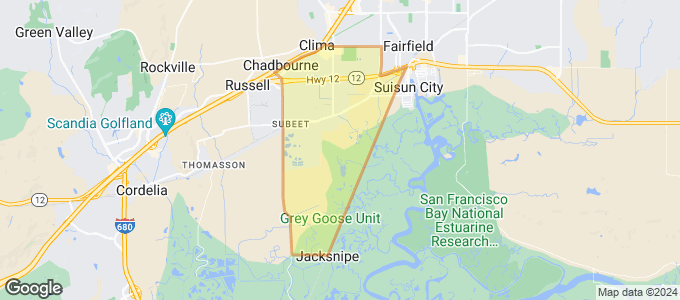 Green Valley
Clima
Fairfield
Rockville
Chadbourne
Hwy 12
12
Russell
Suisun City
Scandia Golfland
SUBEET
THOMASSON
12
Cordelia
680
Grey Goose Unit
San Francisco
Bay National
Estuarine
Research...
Jacksnipe
Google
Map data ©2024